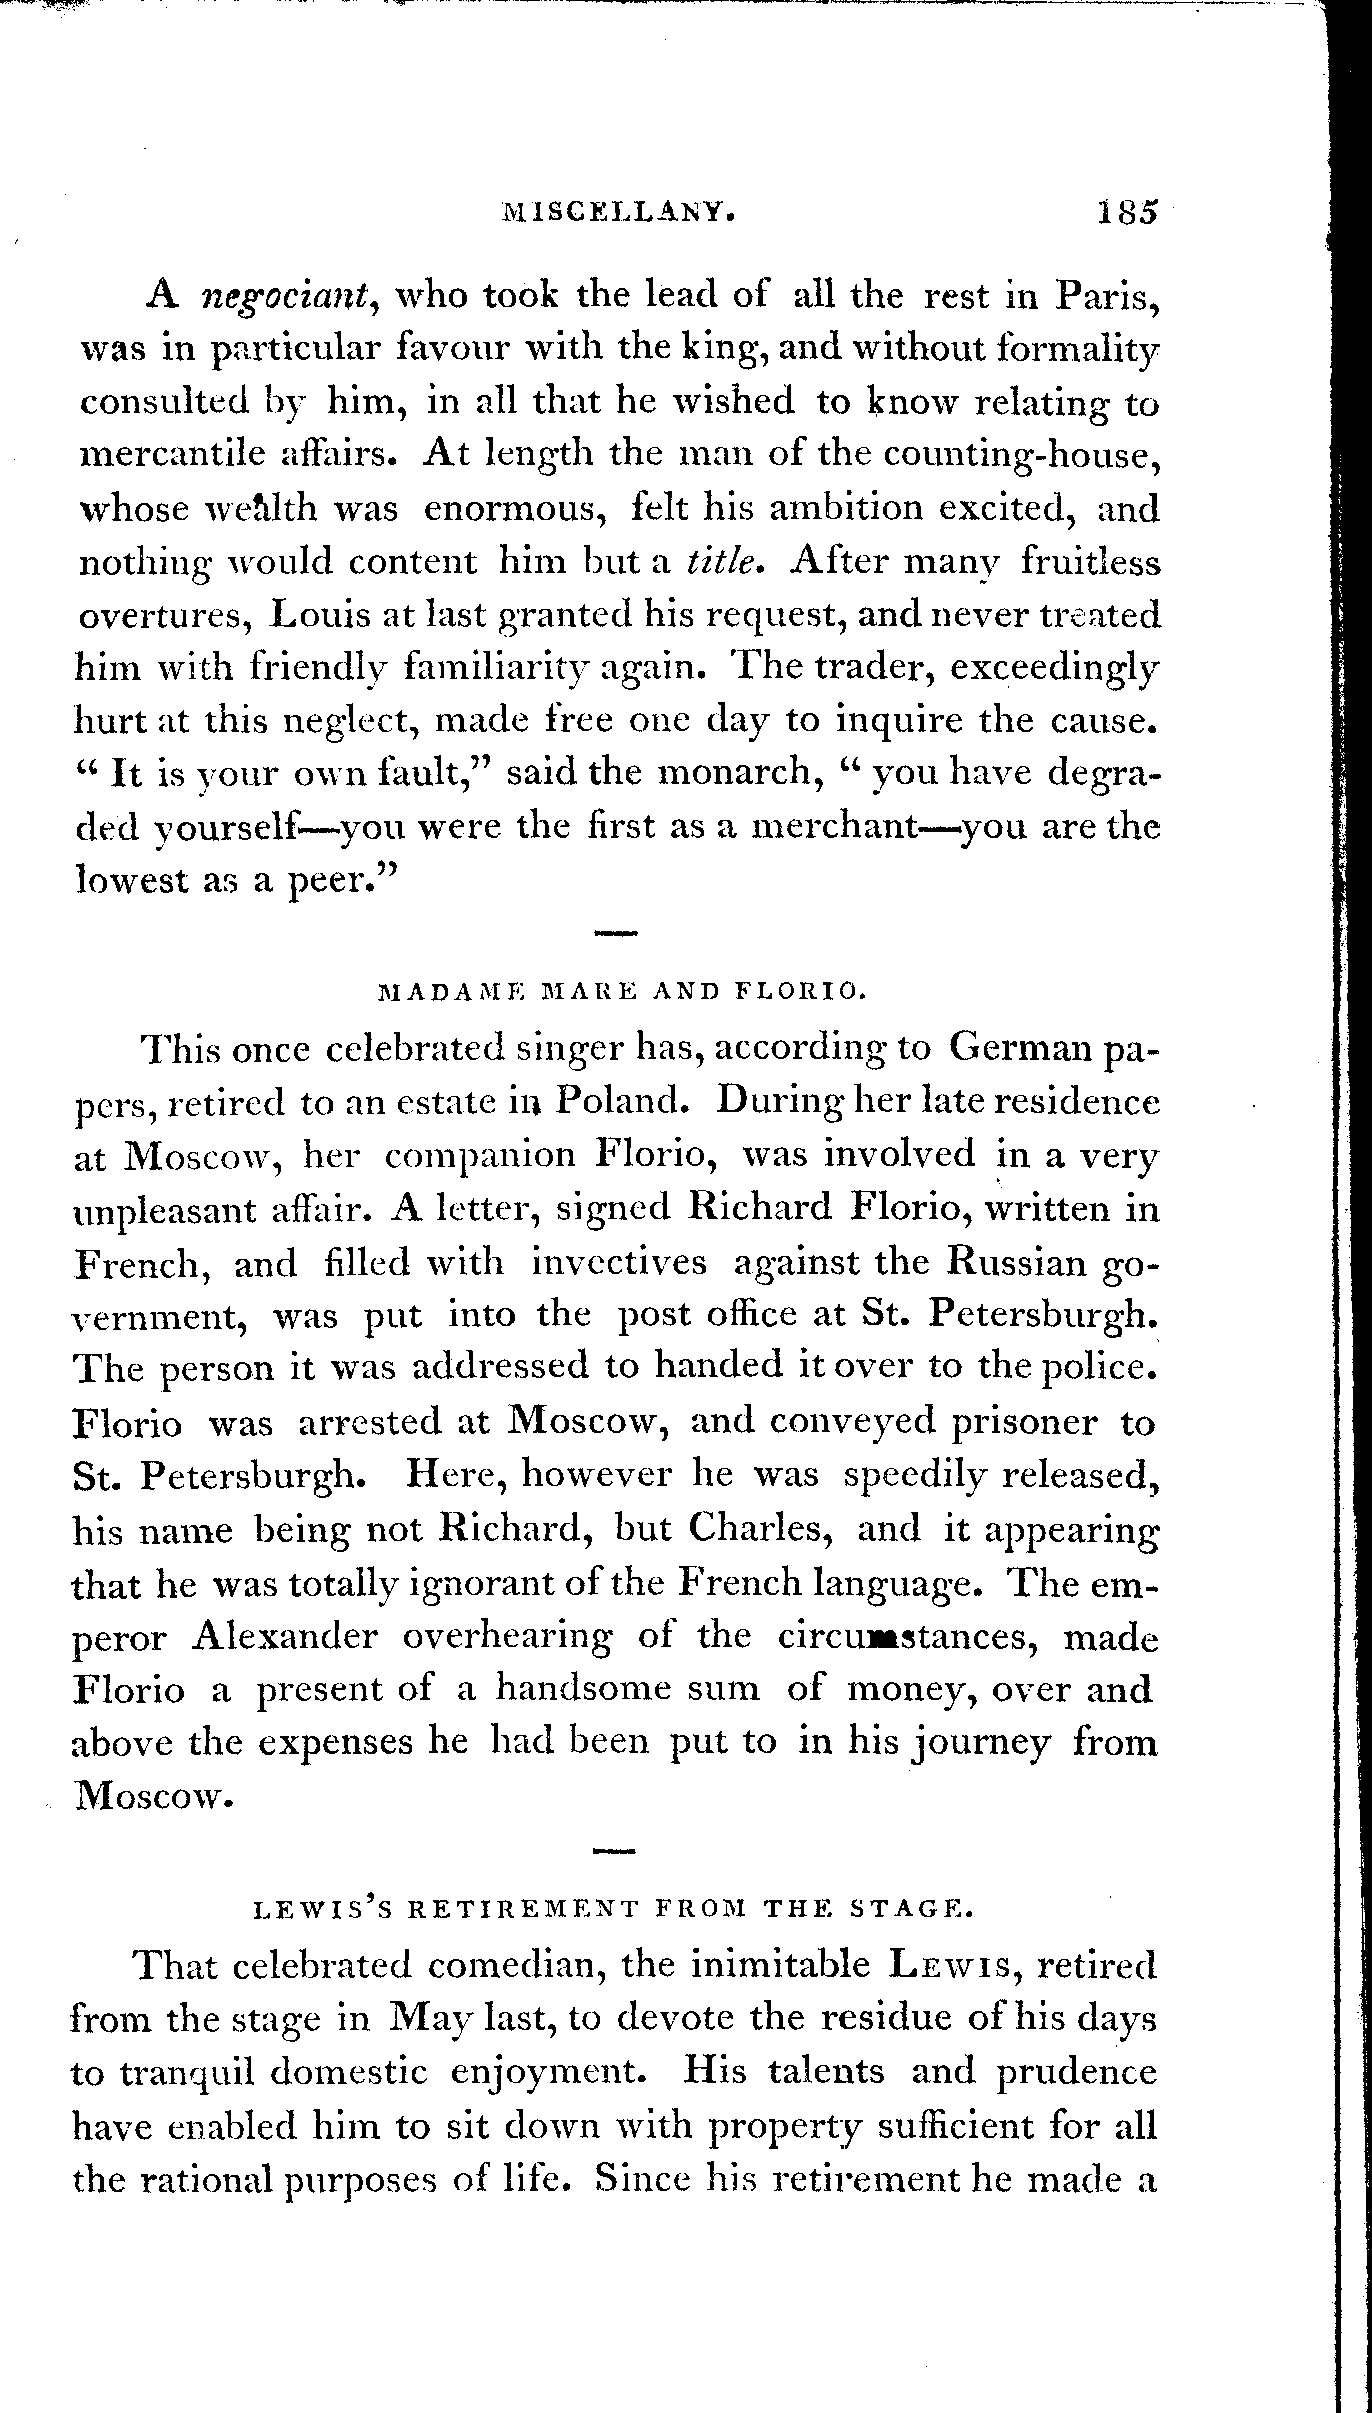 MISCELLANY. 185
A negociant, who took the lead of all the rest in Paris,
was in particular favour with the king, and without formality
consulted by him, in all that he wished to know relating to
mercantile affairs. At length the man of the counting-house,
whose wealth was enormous, felt his ambition excited, and
nothing would content him but a title. After many fruitless
overtures, Louis at last granted his request, and never treated
him with friendly familiarity again. The trader, exceedingly
hurt at this neglect, made free one day to inquire the cause.
“ It is your own fault,” said the monarch, “ you have degra-
ded yourself—you were the first as a merchant—you are the
lowest as a peer.”
—
MADAME MARE AND FLORIO.
This once celebrated singer has, according to German pa-
pers, retired to an estate in Poland. During her late residence
at Moscow, her companion Florio, was involved in a very
unpleasant affair. A letter, signed Richard Florio, written in
French, and filled with invectives against the Russian go-
vernment, was put into the post office at St. Petersburgh.
The person it was addressed to handed it over to the police.
Florio was arrested at Moscow, and conveyed prisoner to
St. Petersburgh. Here, however he was speedily released,
his name being not Richard, but Charles, and it appearing
that he was totally ignorant of the French language. The em-
peror Alexander overhearing of the circumstances, made
Florio a present of a handsome sum of money, over and
above the expenses he had been put to in his journey from
Moscow.
—
LEWIS'S RETIREMENT FROM THE STAGE.
That celebrated comedian, the inimitable LEWIS, retired
from the stage in May last, to devote the residue of his days
to tranquil domestic enjoyment. His talents and prudence
have enabled him to sit down with property sufficient for all
the rational purposes of life. Since his retirement he made a